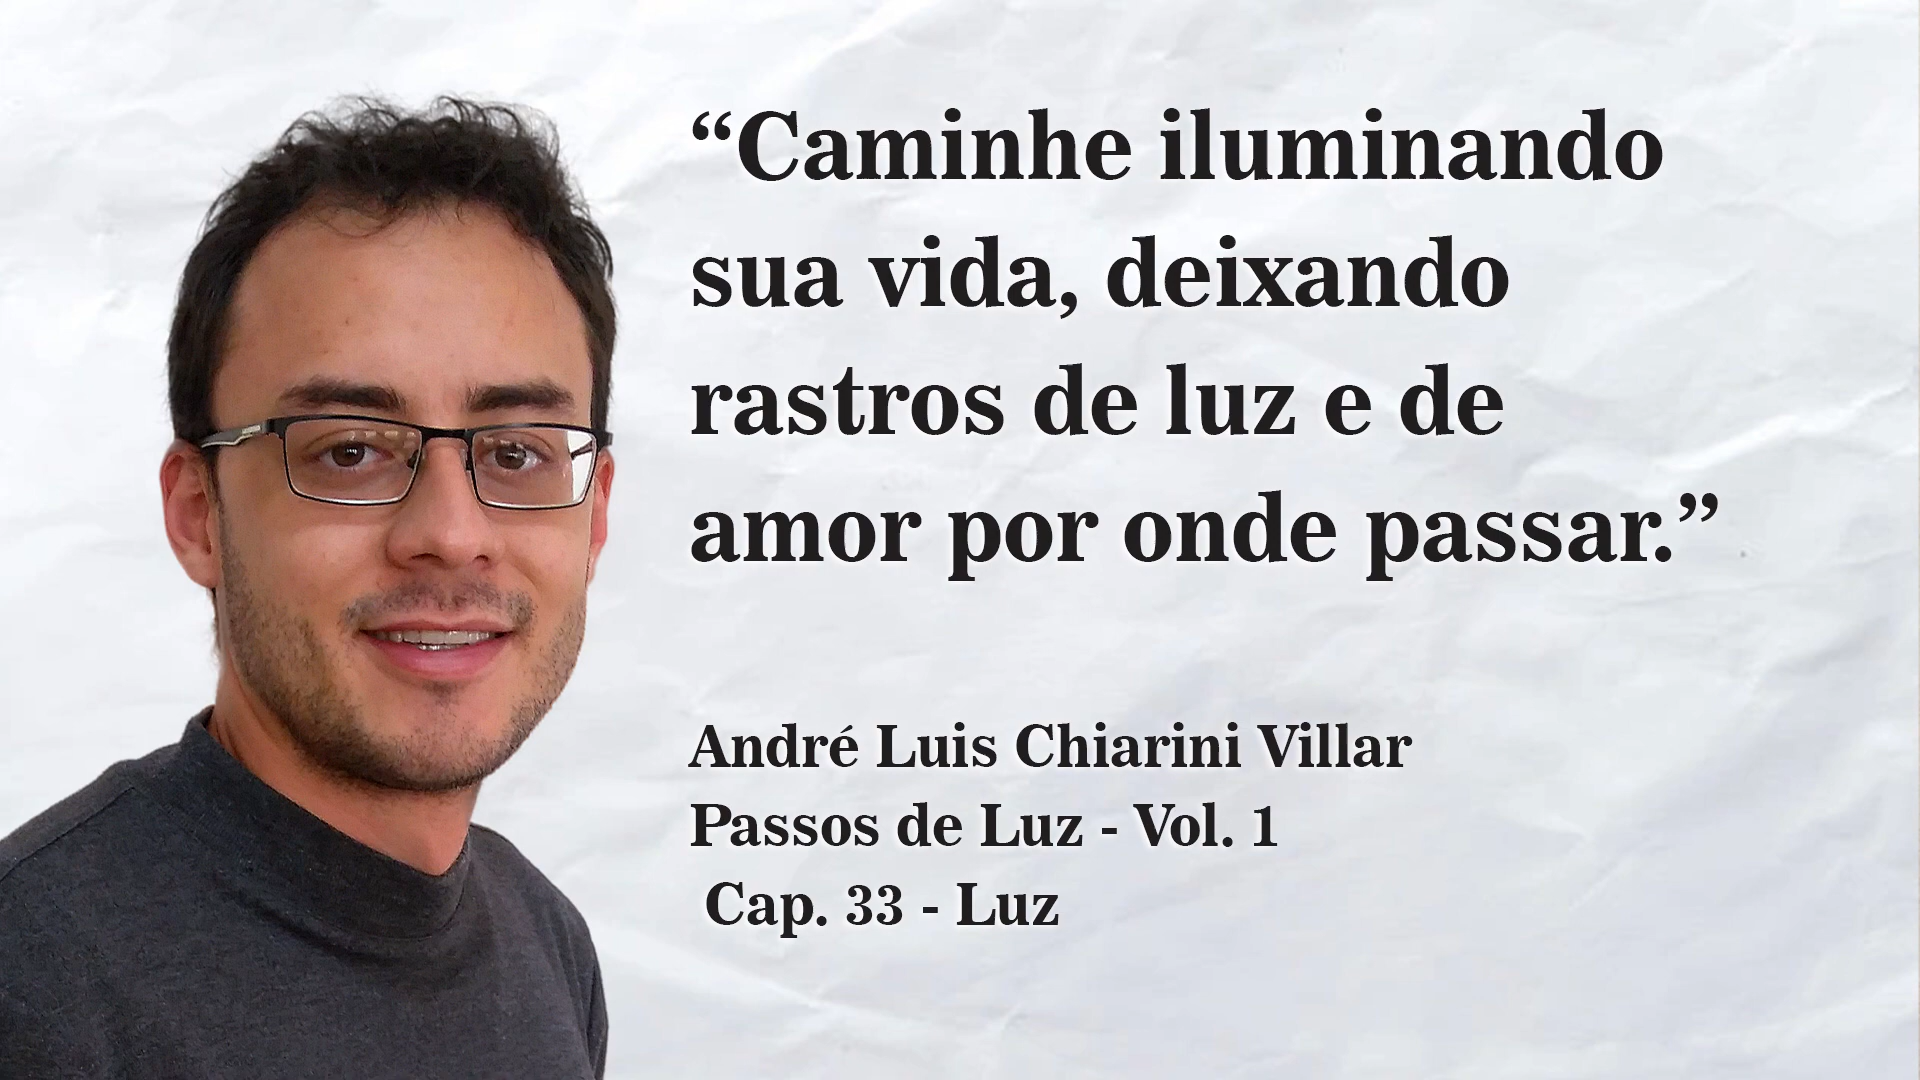 “Caminhe iluminando
sua vida, deixando
rastros de luz e de
amor por onde passar.”
André Luis Chiarini Villar
Passos de Luz - Vol. 1
Cap. 33 - Luz